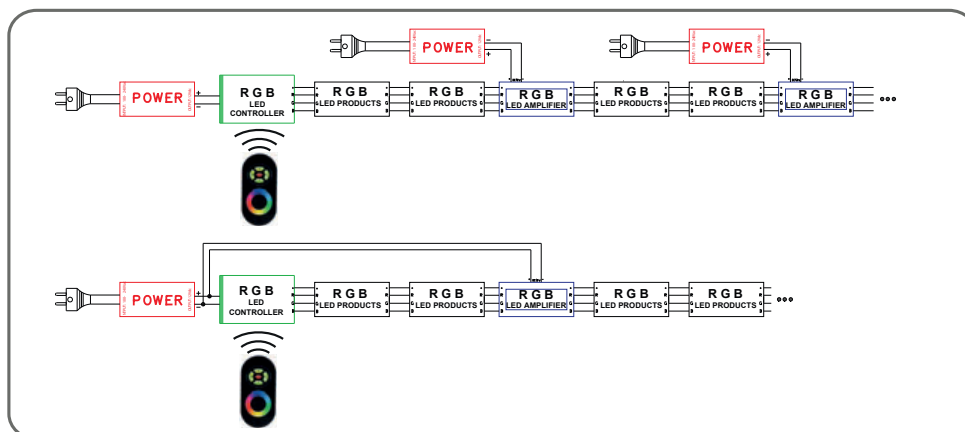 POWER
POWER
POWER
+
−
RGB
LED
CONTROLLER
RGB
LED PRODUCTS
RGB
LED PRODUCTS
−
+
RGB
LED AMPLIFIER
RGB
LED PRODUCTS
RGB
LED PRODUCTS
−
+
RGB
LED AMPLIFIER
POWER
+
−
RGB
LED
CONTROLLER
RGB
LED PRODUCTS
RGB
LED PRODUCTS
RGB
LED AMPLIFIER
RGB
LED PRODUCTS
RGB
LED PRODUCTS